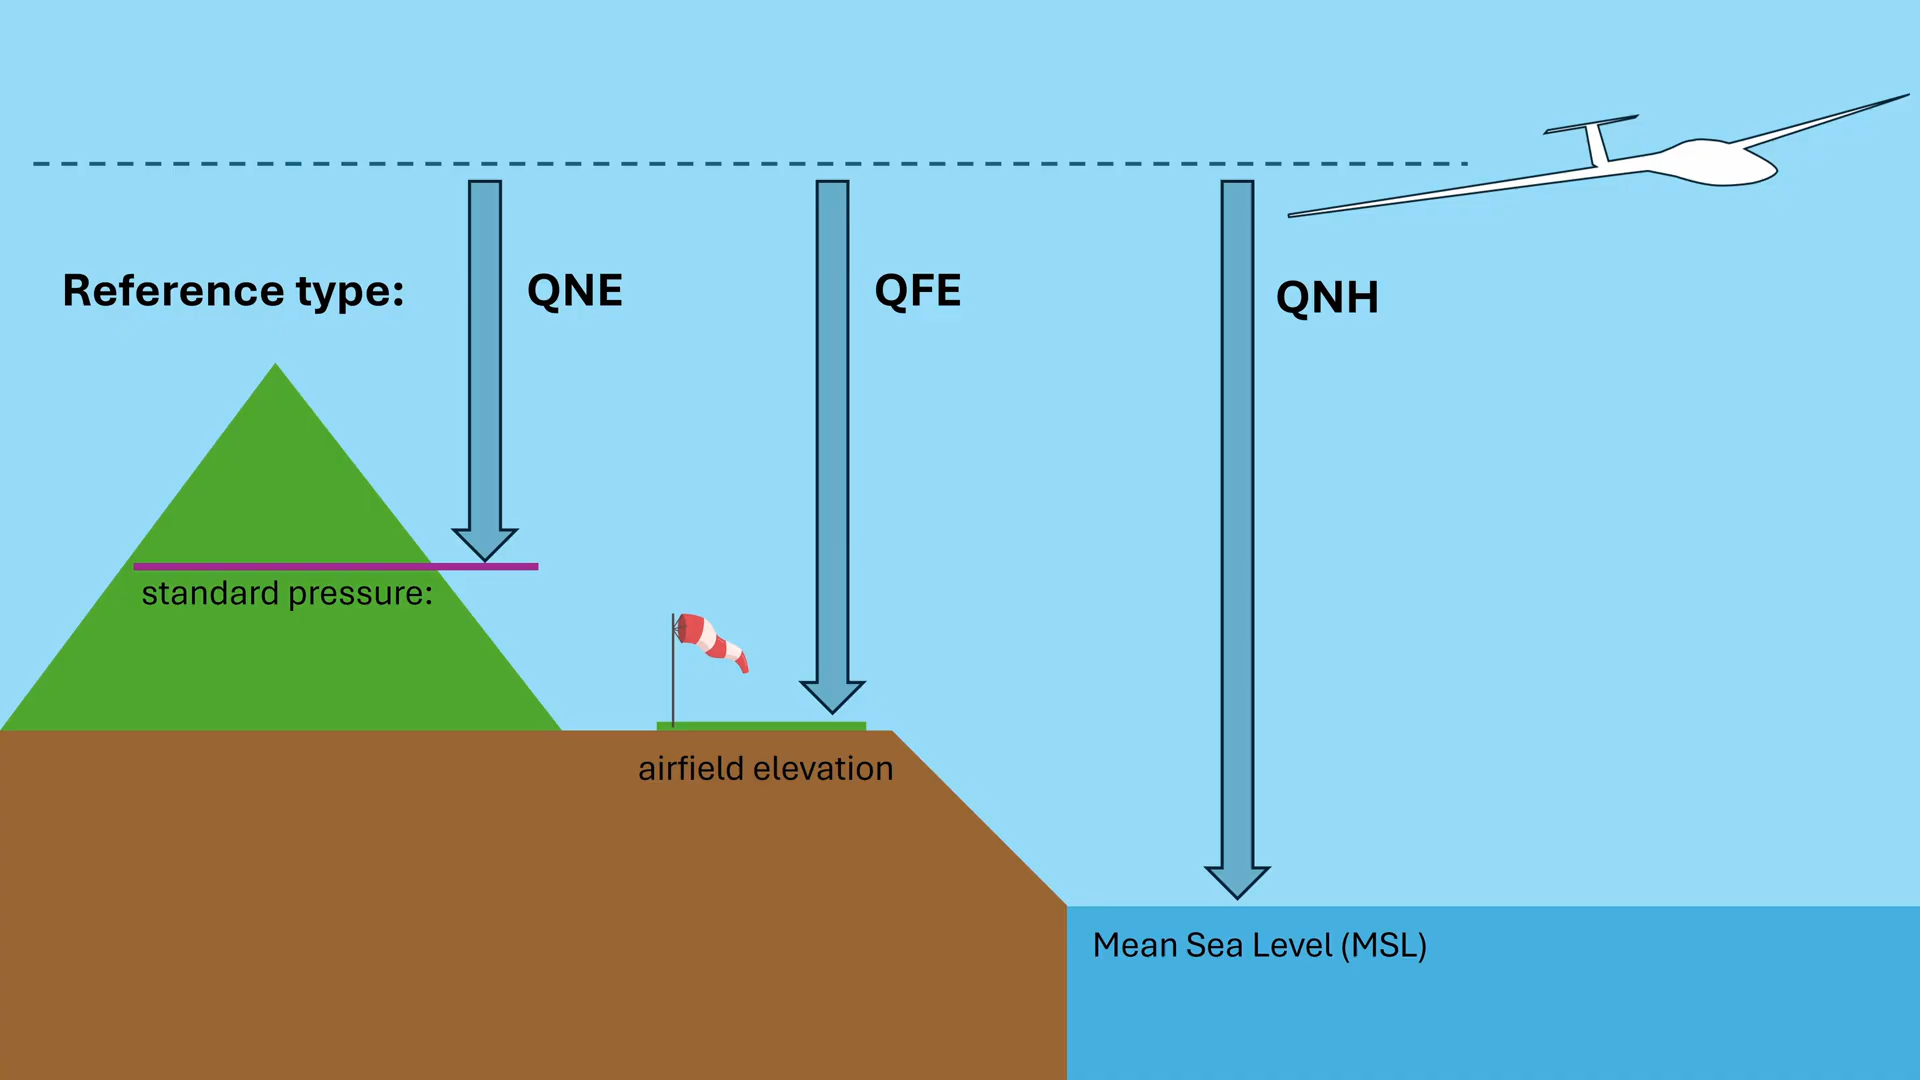 Reference type:
QNE
QFE
QNH
standard pressure:
airfield elevation
Mean Sea Level (MSL)